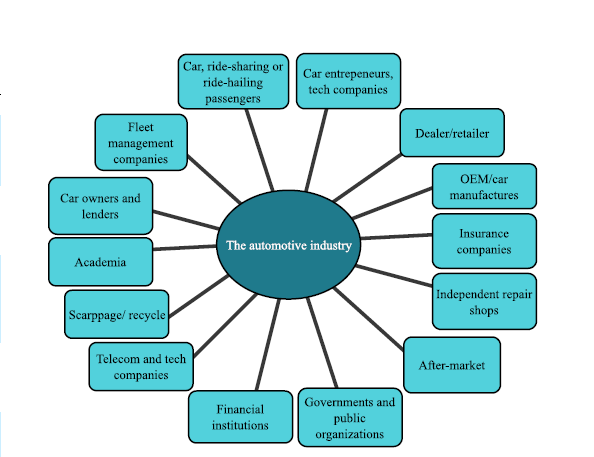 Car, ride-sharing or
ride-hailing
passengers
Car entrepeneurs,
tech companies
Dealer/retailer
OEM/car
manufactures
Insurance
companies
Independent repair
shops
After-market
Governments and
public
organizations
Financial
institutions
Telecom and tech
companies
Scarppage/ recycle
Academia
Car owners and
lenders
Fleet
management
companies
The automotive industry